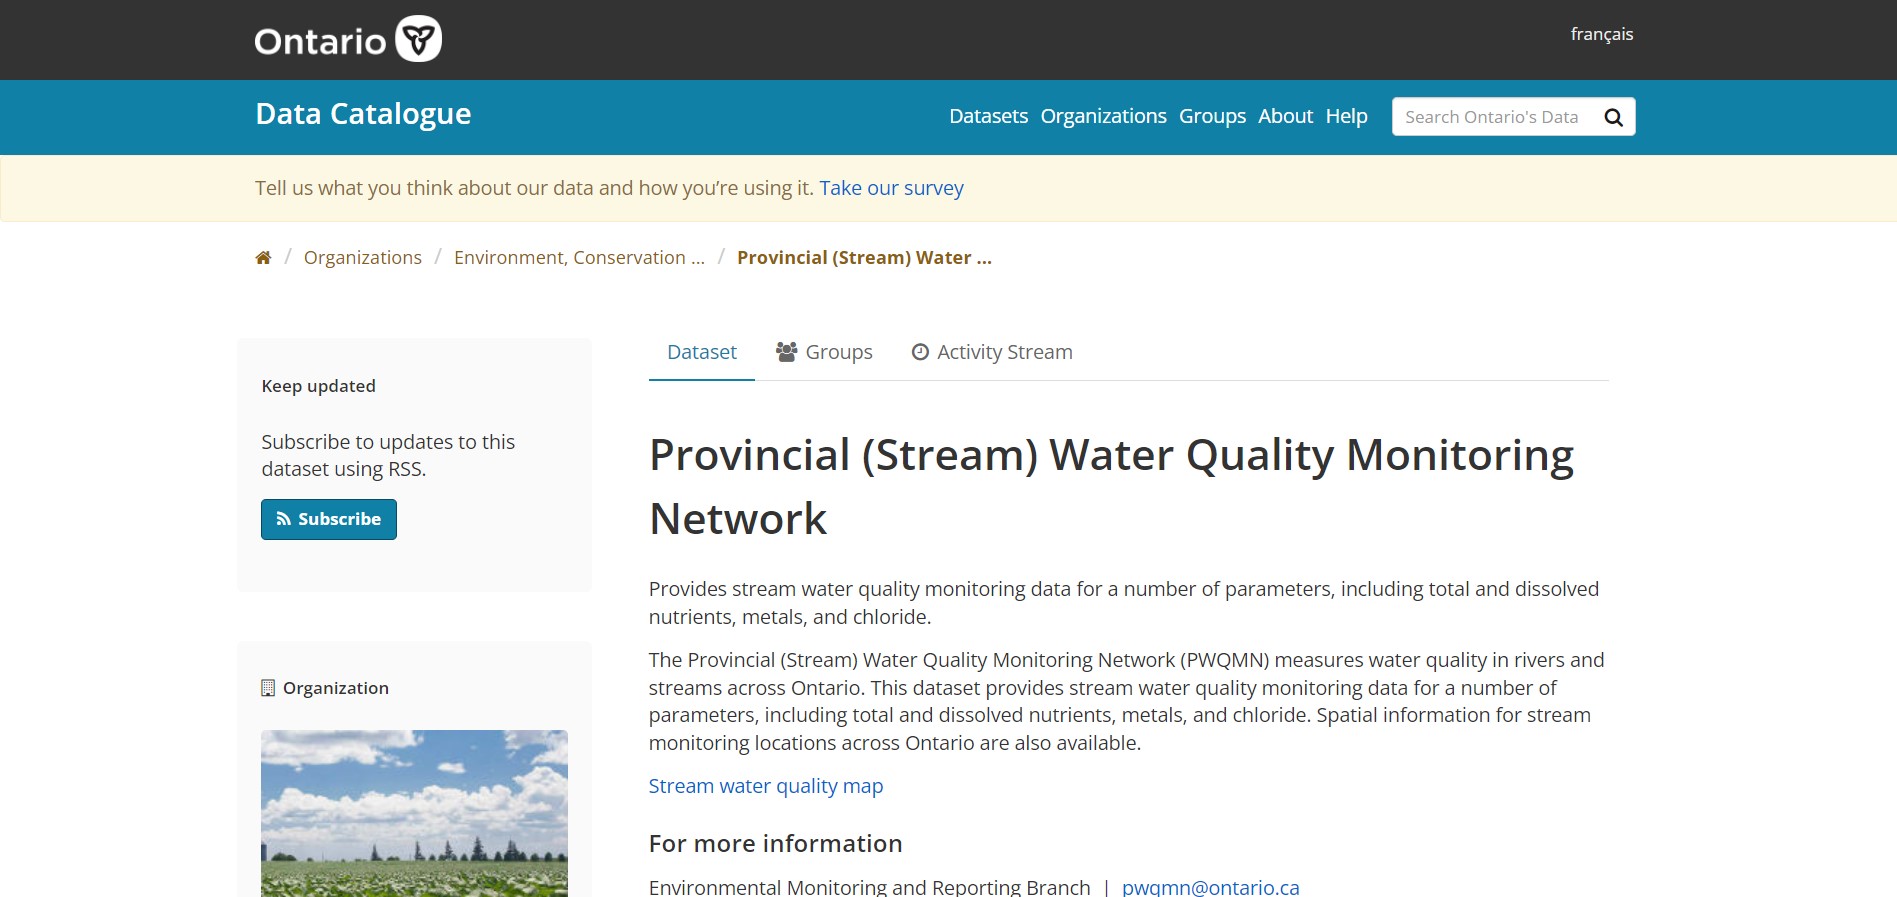 Ontario
français
Data Catalogue
Datasets Organizations Groups About Help
Search Ontario's Data
Tell us what you think about our data and how you’re using it. Take our survey
/ Organizations / Environment, Conservation ... / Provincial (Stream) Water ...
Keep updated
Subscribe to updates to this
dataset using RSS.
Subscribe
Organization
Dataset Groups Activity Stream
Provincial (Stream) Water Quality Monitoring
Network
Provides stream water quality monitoring data for a number of parameters, including total and dissolved
nutrients, metals, and chloride.
The Provincial (Stream) Water Quality Monitoring Network (PWQMN) measures water quality in rivers and
streams across Ontario. This dataset provides stream water quality monitoring data for a number of
parameters, including total and dissolved nutrients, metals, and chloride. Spatial information for stream
monitoring locations across Ontario are also available.
Stream water quality map
For more information
Environmental Monitoring and Reporting Branch | pwqmn@ontario.ca